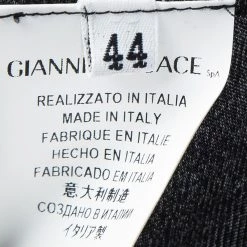 44
GIANNI ACE SpA
REALIZZATO IN ITALIA
MADE IN ITALY
FABRIQUE EN ITALIE
HECHO EN ITALIA
FABRICADO EM ITALIA
意大利制造
СОЗДАНО В ИТАЛИИ
イタリア製